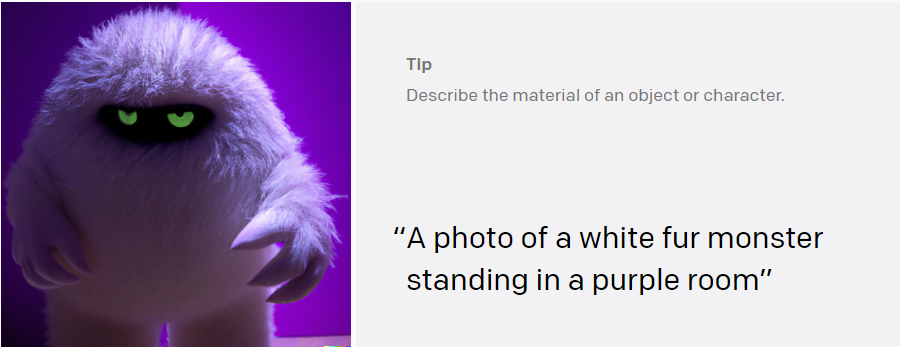 Tip
Describe the material of an object or character.
“A photo of a white fur monster
standing in a purple room”